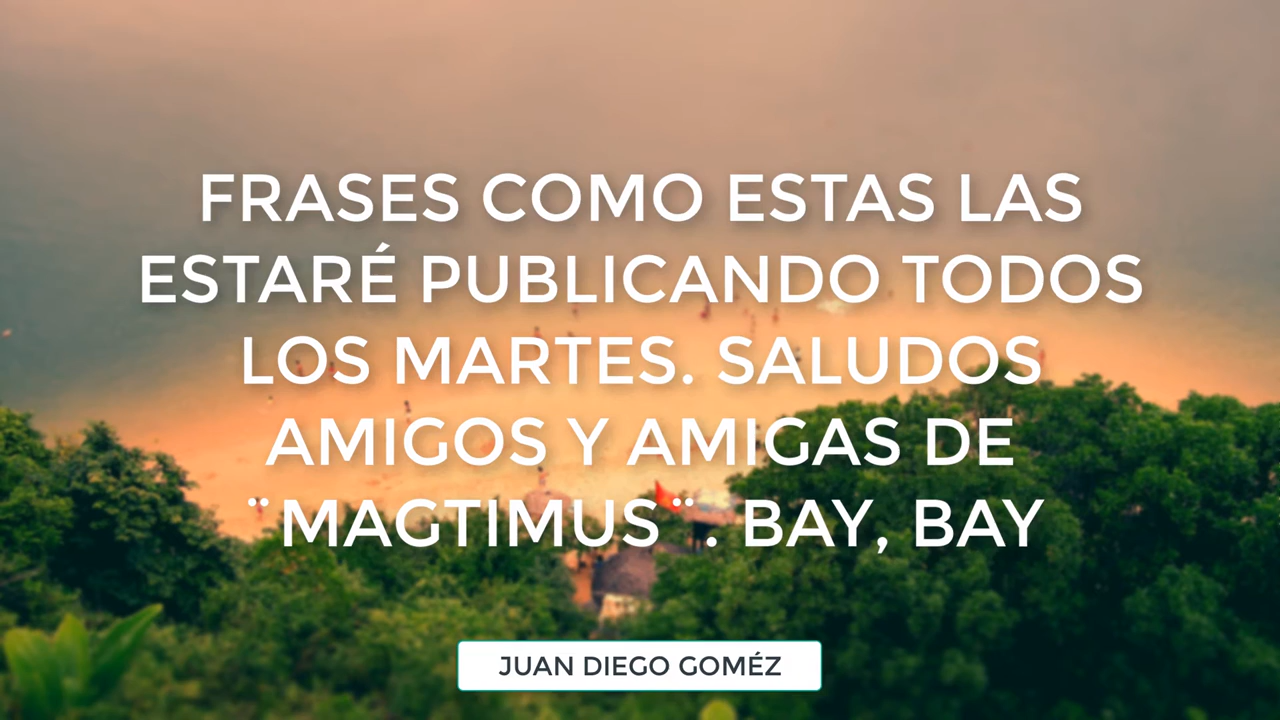 FRASES COMO ESTAS LAS
ESTARÉ PUBLICANDO TODOS
LOS MARTES. SALUDOS
AMIGOS Y AMIGAS DE
¨MAGTIMUS¨. BAY, BAY
JUAN DIEGO GOMÉZ